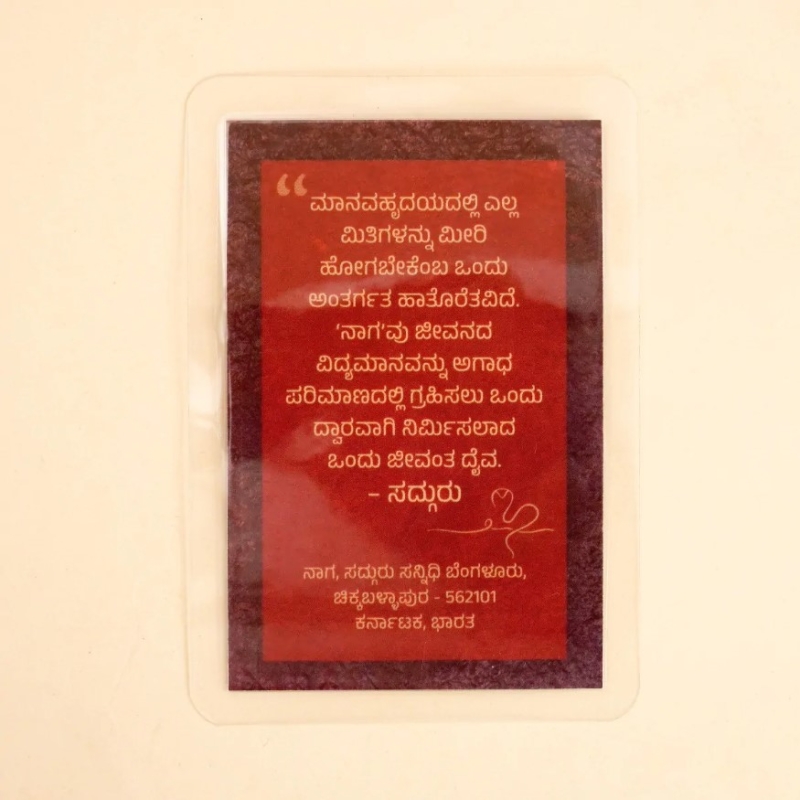 “ ಮಾನವಹೃದಯದಲ್ಲಿ ಎಲ್ಲ
ಮಿತಿಗಳನ್ನು ಮೀರಿ
ಹೋಗಬೇಕೆಂಬ ಒಂದು
ಅಂತರ್ಗತ ಹಾತೊರೆತವಿದೆ.
'ನಾಗ'ವು ಜೀವನದ
ವಿದ್ಯಮಾನವನ್ನು ಅಗಾಧ
ಪರಿಮಾಣದಲ್ಲಿ ಗ್ರಹಿಸಲು ಒಂದು
ದ್ವಾರವಾಗಿ ನಿರ್ಮಿಸಲಾದ
ಒಂದು ಜೀವಂತ ದೈವ.
– ಸದ್ಗುರು
ನಾಗ, ಸದ್ಗುರು ಸನ್ನಿಧಿ ಬೆಂಗಳೂರು,
ಚಿಕ್ಕಬಳ್ಳಾಪುರ - 562101
ಕರ್ನಾಟಕ, ಭಾರತ